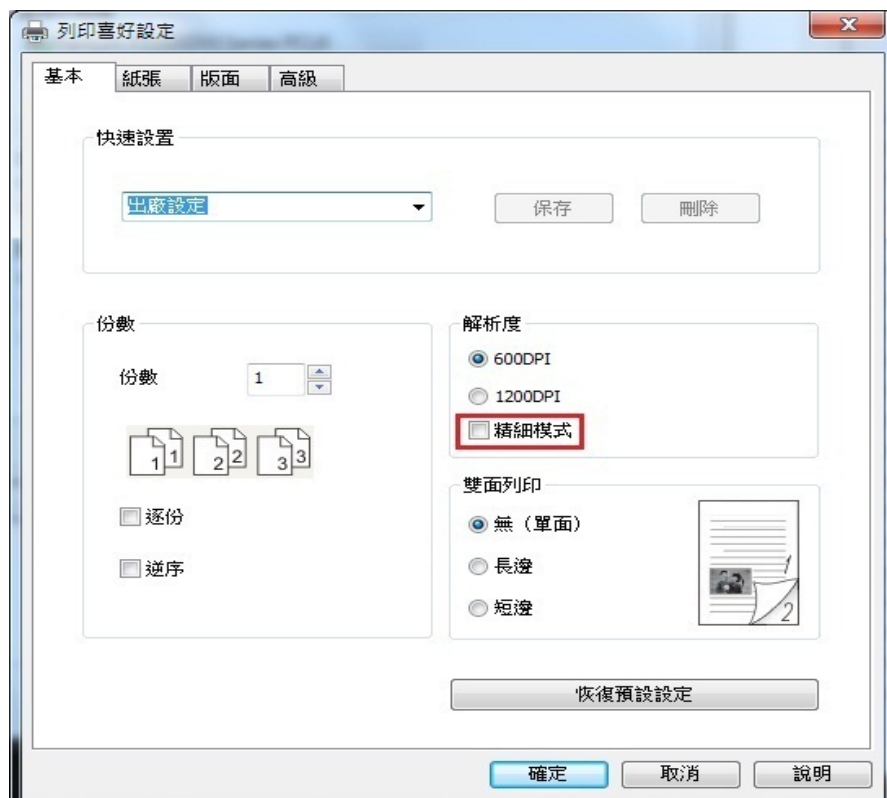 列印喜好設定
基本 紙張 版面 高級
快速設置
出廠設定 保存 刪除
份數
份數 1
1 1 2 2 3 3
逐份
逆序
解析度
600DPI
1200DPI
精細模式
雙面列印
無（單面）
長邊
短邊
1
2
恢復預設設定
確定 取消 說明